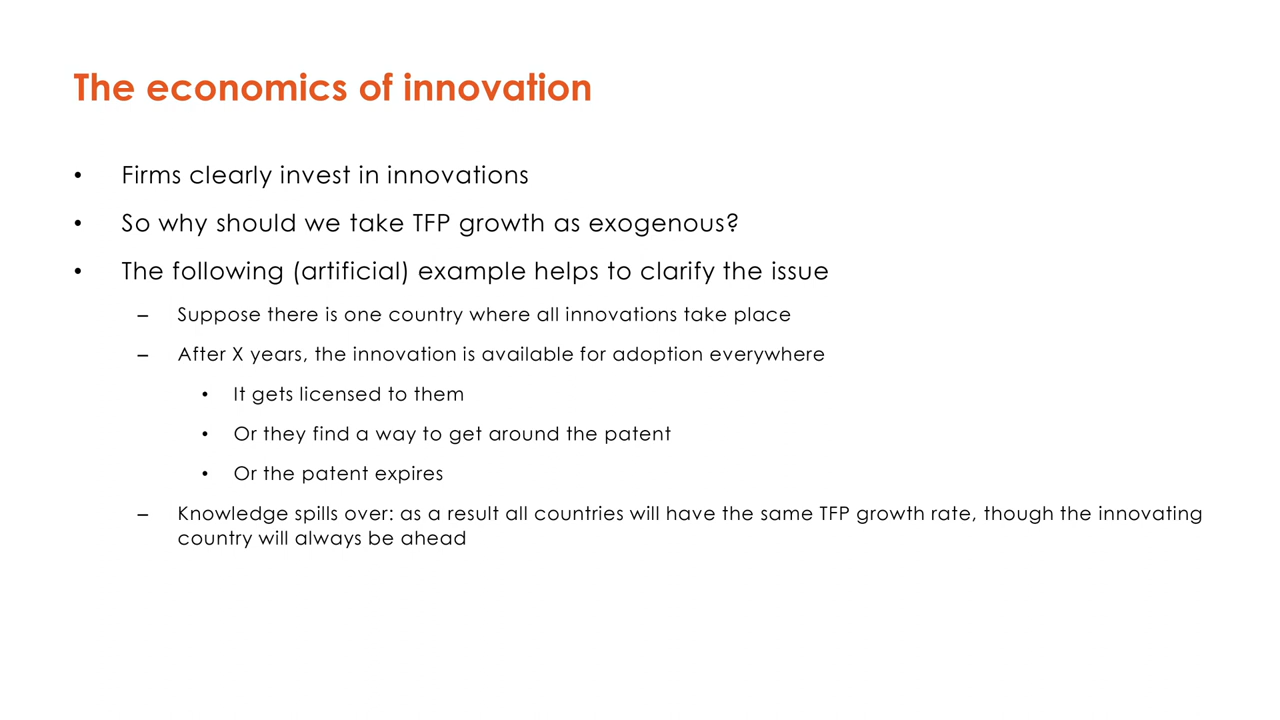 The economics of innovation
• Firms clearly invest in innovations
• So why should we take TFP growth as exogenous?
• The following (artificial) example helps to clarify the issue
– Suppose there is one country where all innovations take place
– After X years, the innovation is available for adoption everywhere
• It gets licensed to them
• Or they find a way to get around the patent
• Or the patent expires
– Knowledge spills over: as a result all countries will have the same TFP growth rate, though the innovating
country will always be ahead